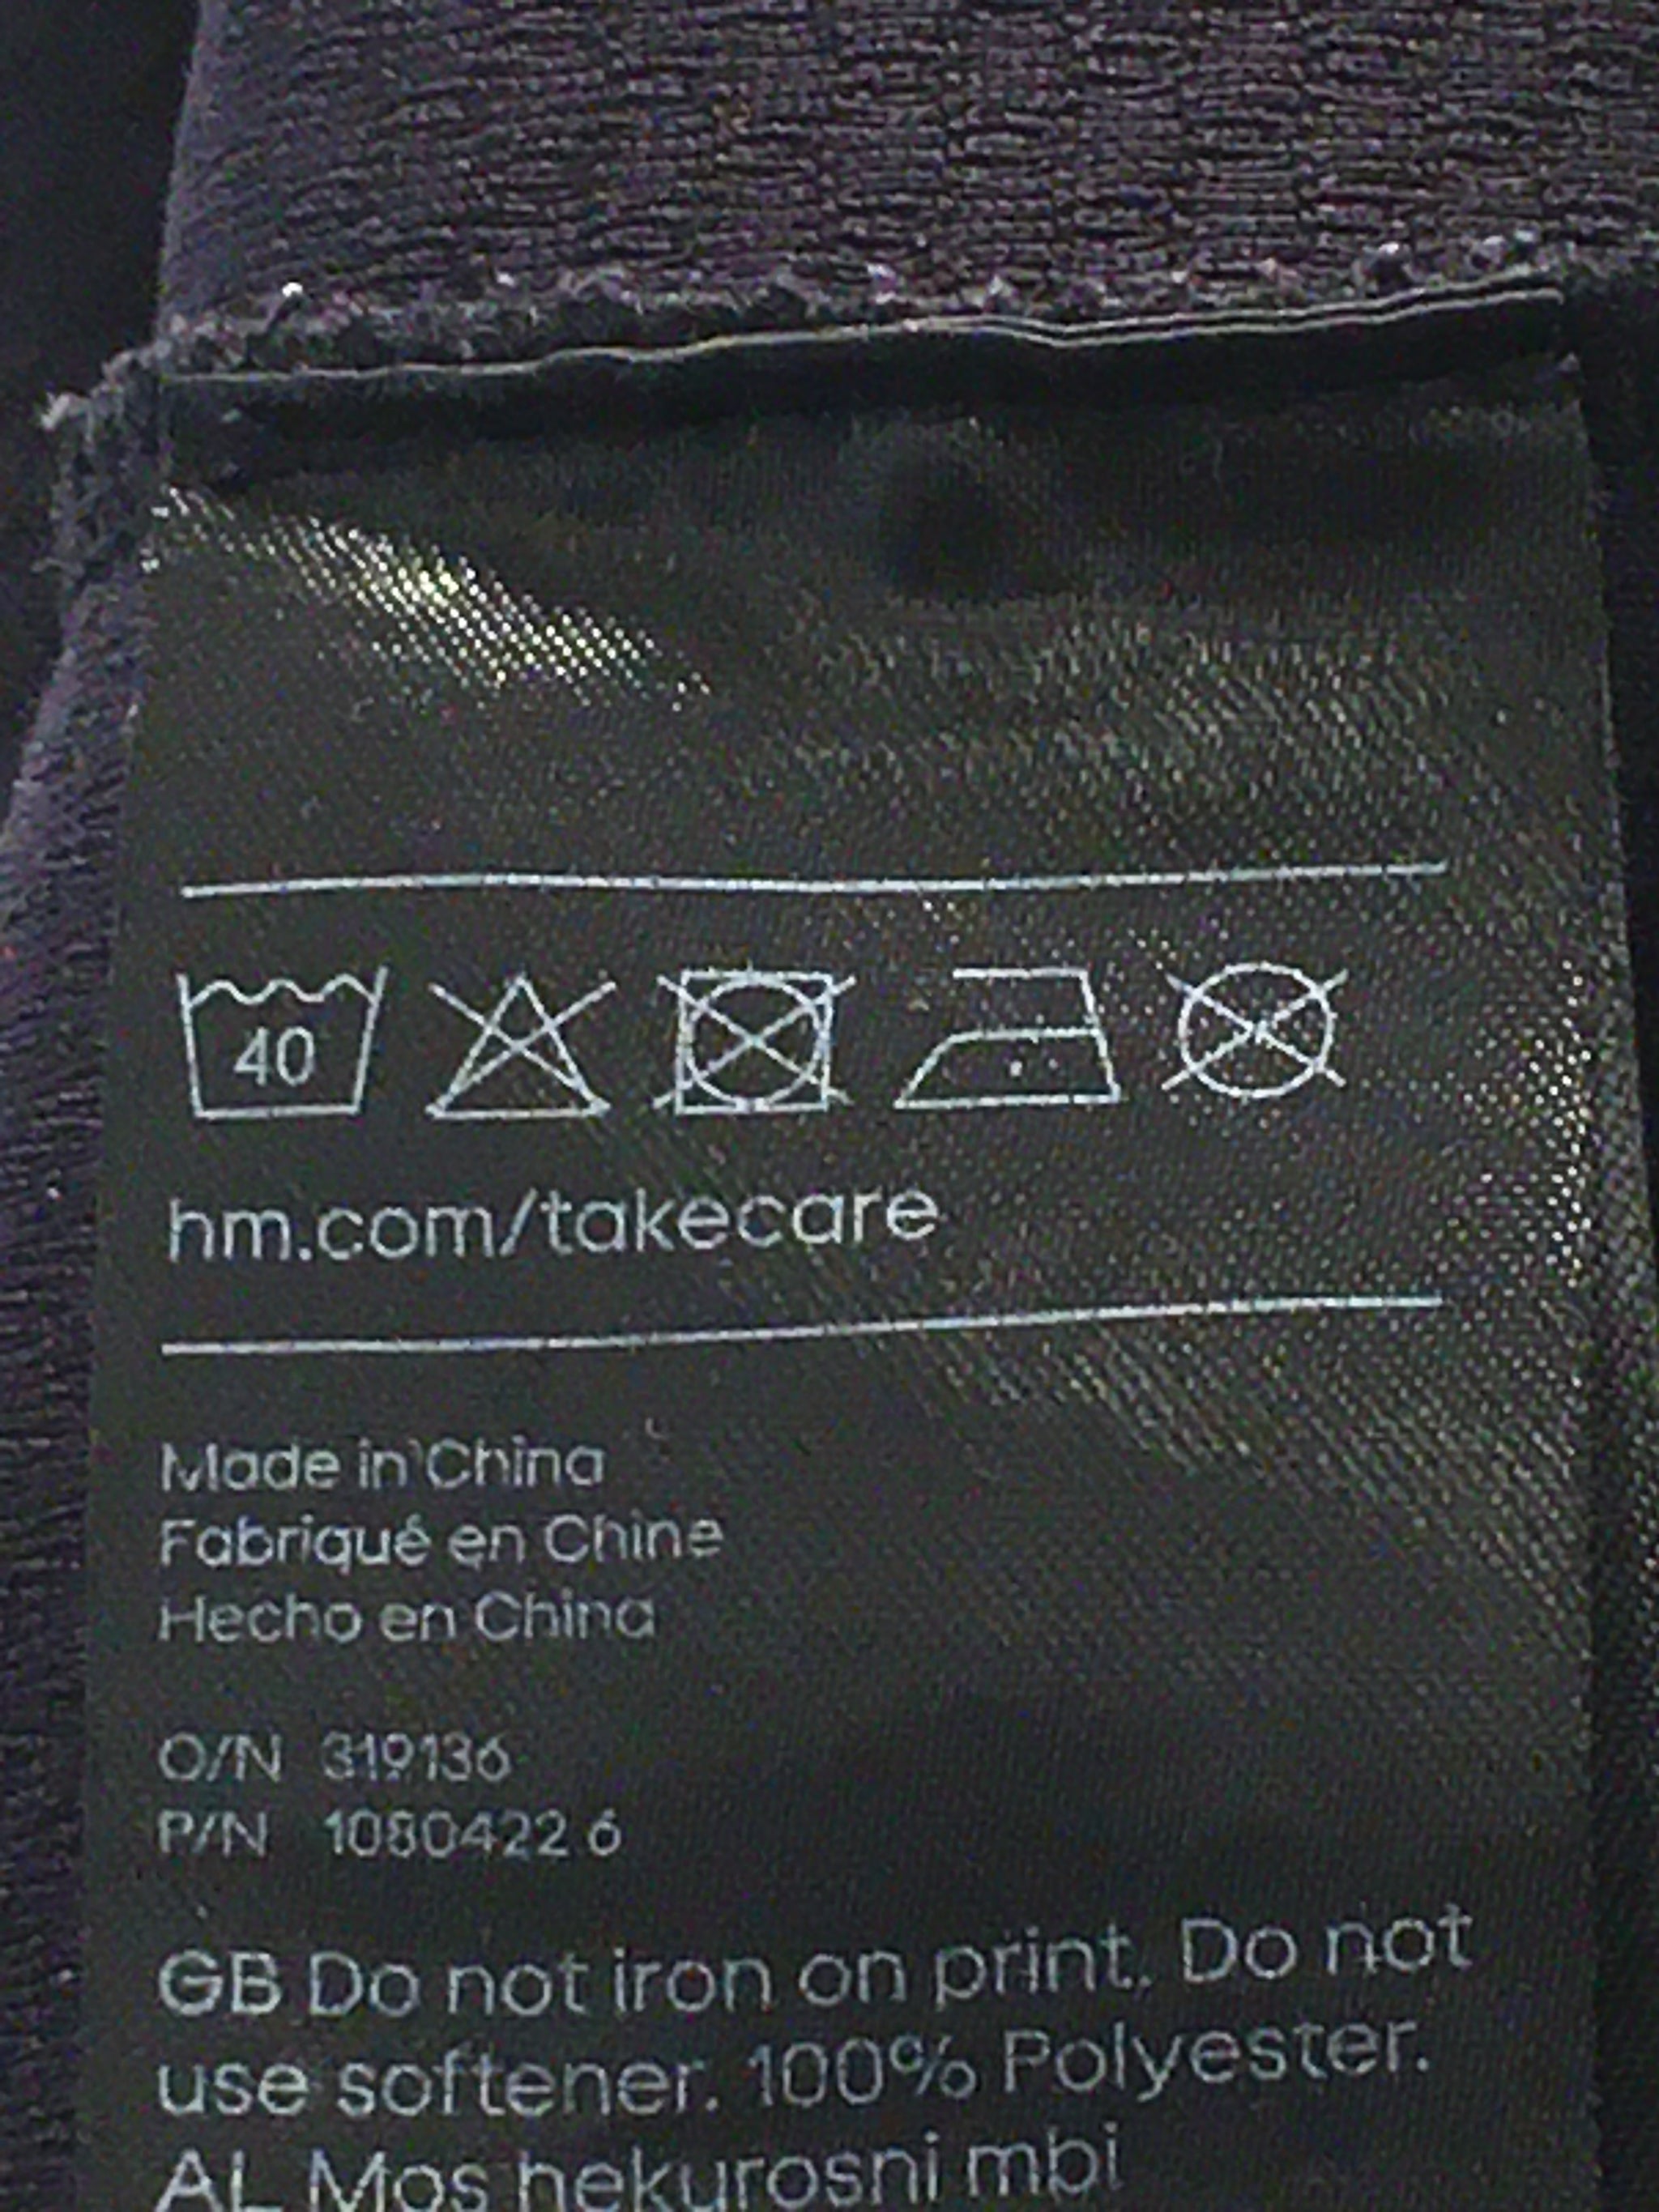 40
hm.com/takecare
Made in China
Fabriqué en Chine
Hecho en China
O/N 319136
P/N 1080422.6
GB Do not iron on print. Do not
use softener. 100% Polyester.
AL Mos hekurosni mbi